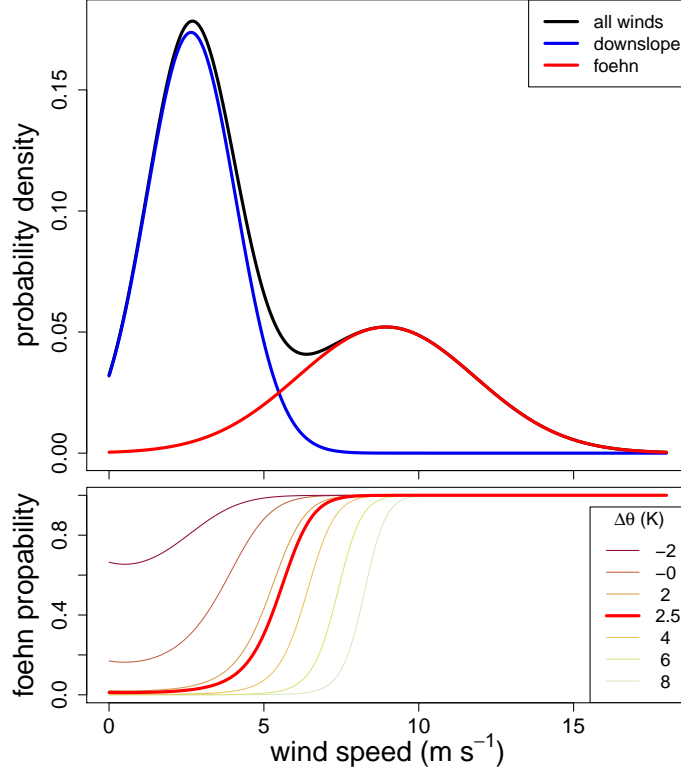 all winds
downslope
foehn
probability density
0.00
0.05
0.10
0.15
foehn propability
0.0
0.4
0.8
Δθ (K)
−2
−0
2
2.5
4
6
8
0
5
10
15
wind speed (m s⁻¹)